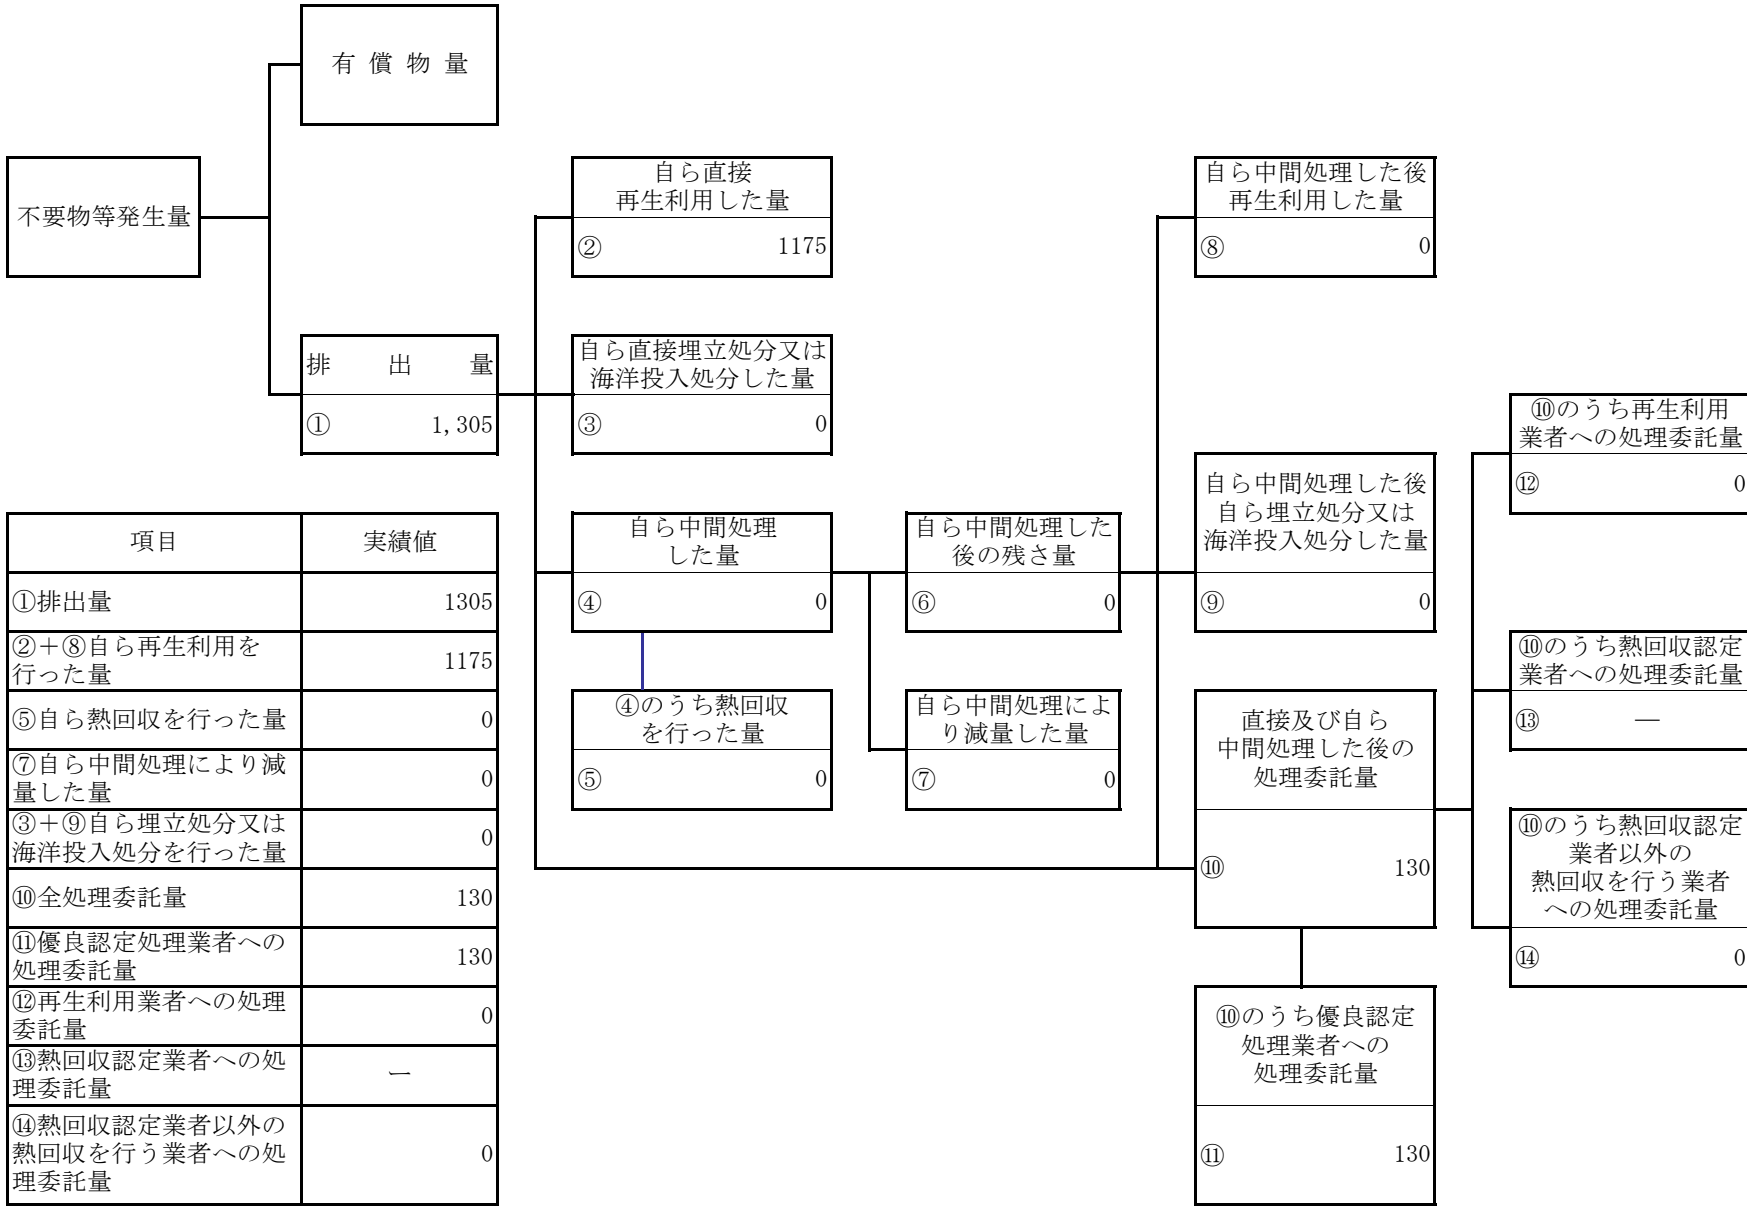 有償物量
不要物等発生量
自ら直接
再生利用した量
② 1175
自ら中間処理した後
再生利用した量
⑧ 0
排出量
① 1,305
自ら直接埋立処分又は
海洋投入処分した量
③ 0
⑩のうち再生利用
業者への処理委託量
⑫ 0
自ら中間処理した後
自ら埋立処分又は
海洋投入処分した量
⑨ 0
自ら中間処理
した量
④ 0
自ら中間処理した
後の残さ量
⑥ 0
④のうち熱回収
を行った量
⑤ 0
自ら中間処理によ
り減量した量
⑦ 0
直接及び自ら
中間処理した後の
処理委託量
⑩ 130
⑩のうち熱回収認定
業者への処理委託量
⑬ ―
⑩のうち熱回収認定
業者以外の
熱回収を行う業者
への処理委託量
⑭ 0
⑩のうち優良認定
処理業者への
処理委託量
⑪ 130
項目 実績値
①排出量 1305
②＋⑧自ら再生利用を
行った量 1175
⑤自ら熱回収を行った量 0
⑦自ら中間処理により減
量した量 0
③＋⑨自ら埋立処分又は
海洋投入処分を行った量 0
⑩全処理委託量 130
⑪優良認定処理業者への
処理委託量 130
⑫再生利用業者への処理
委託量 0
⑬熱回収認定業者への処
理委託量 ー
⑭熱回収認定業者以外の
熱回収を行う業者への処
理委託量 0